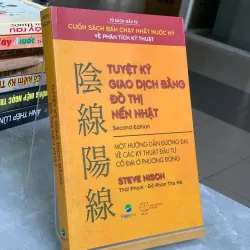 TỦ SÁCH ĐẦU TƯ
CUỐN SÁCH BÁN CHẠY NHẤT NƯỚC MỸ
VỀ PHÂN TÍCH KỸ THUẬT
陰線陽線
TUYỆT KỸ
GIAO DỊCH BẰNG
ĐỒ THỊ
NẾN NHẬT
Second Edition
MỘT HƯỚNG DẪN ĐƯƠNG ĐẠI
VỀ CÁC KỸ THUẬT ĐẦU TƯ
CỔ ĐẠI Ở PHƯƠNG ĐÔNG
STEVE NISON
Thái Phạm - Đỗ Phan Thu Hà